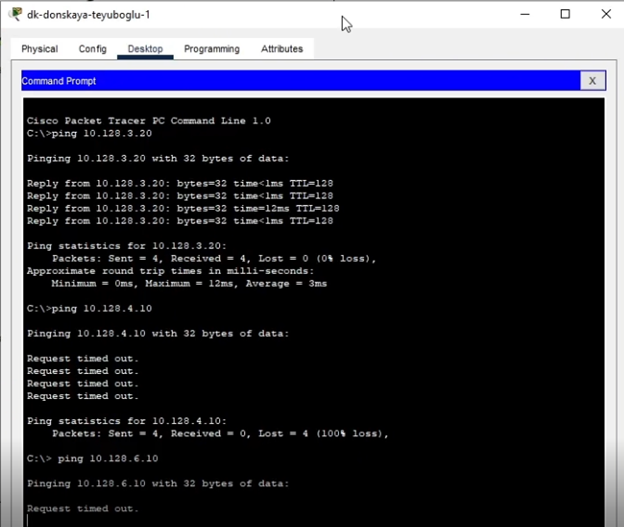 dk-donskaya-teyuboglu-1
Physical Config Desktop Programming Attributes
Command Prompt X
Cisco Packet Tracer PC Command Line 1.0
C:\>ping 10.128.3.20
Pinging 10.128.3.20 with 32 bytes of data:
Reply from 10.128.3.20: bytes=32 time<1ms TTL=128
Reply from 10.128.3.20: bytes=32 time<1ms TTL=128
Reply from 10.128.3.20: bytes=32 time=12ms TTL=128
Reply from 10.128.3.20: bytes=32 time<1ms TTL=128
Ping statistics for 10.128.3.20:
Packets: Sent = 4, Received = 4, Lost = 0 (0% loss),
Approximate round trip times in milli-seconds:
Minimum = 0ms, Maximum = 12ms, Average = 3ms
C:\>ping 10.128.4.10
Pinging 10.128.4.10 with 32 bytes of data:
Request timed out.
Request timed out.
Request timed out.
Request timed out.
Ping statistics for 10.128.4.10:
Packets: Sent = 4, Received = 0, Lost = 4 (100% loss),
C:\> ping 10.128.6.10
Pinging 10.128.6.10 with 32 bytes of data:
Request timed out.